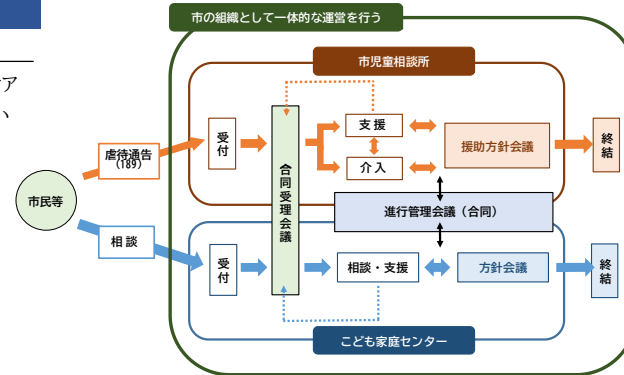 市の組織として一体的な運営を行う
ア
い
市児童相談所
受付
合同受理会議
支援
介入
援助方針会議
終結
虐待通告
(189)
市民等
相談
進行管理会議（合同）
受付
相談・支援
方針会議
終結
こども家庭センター